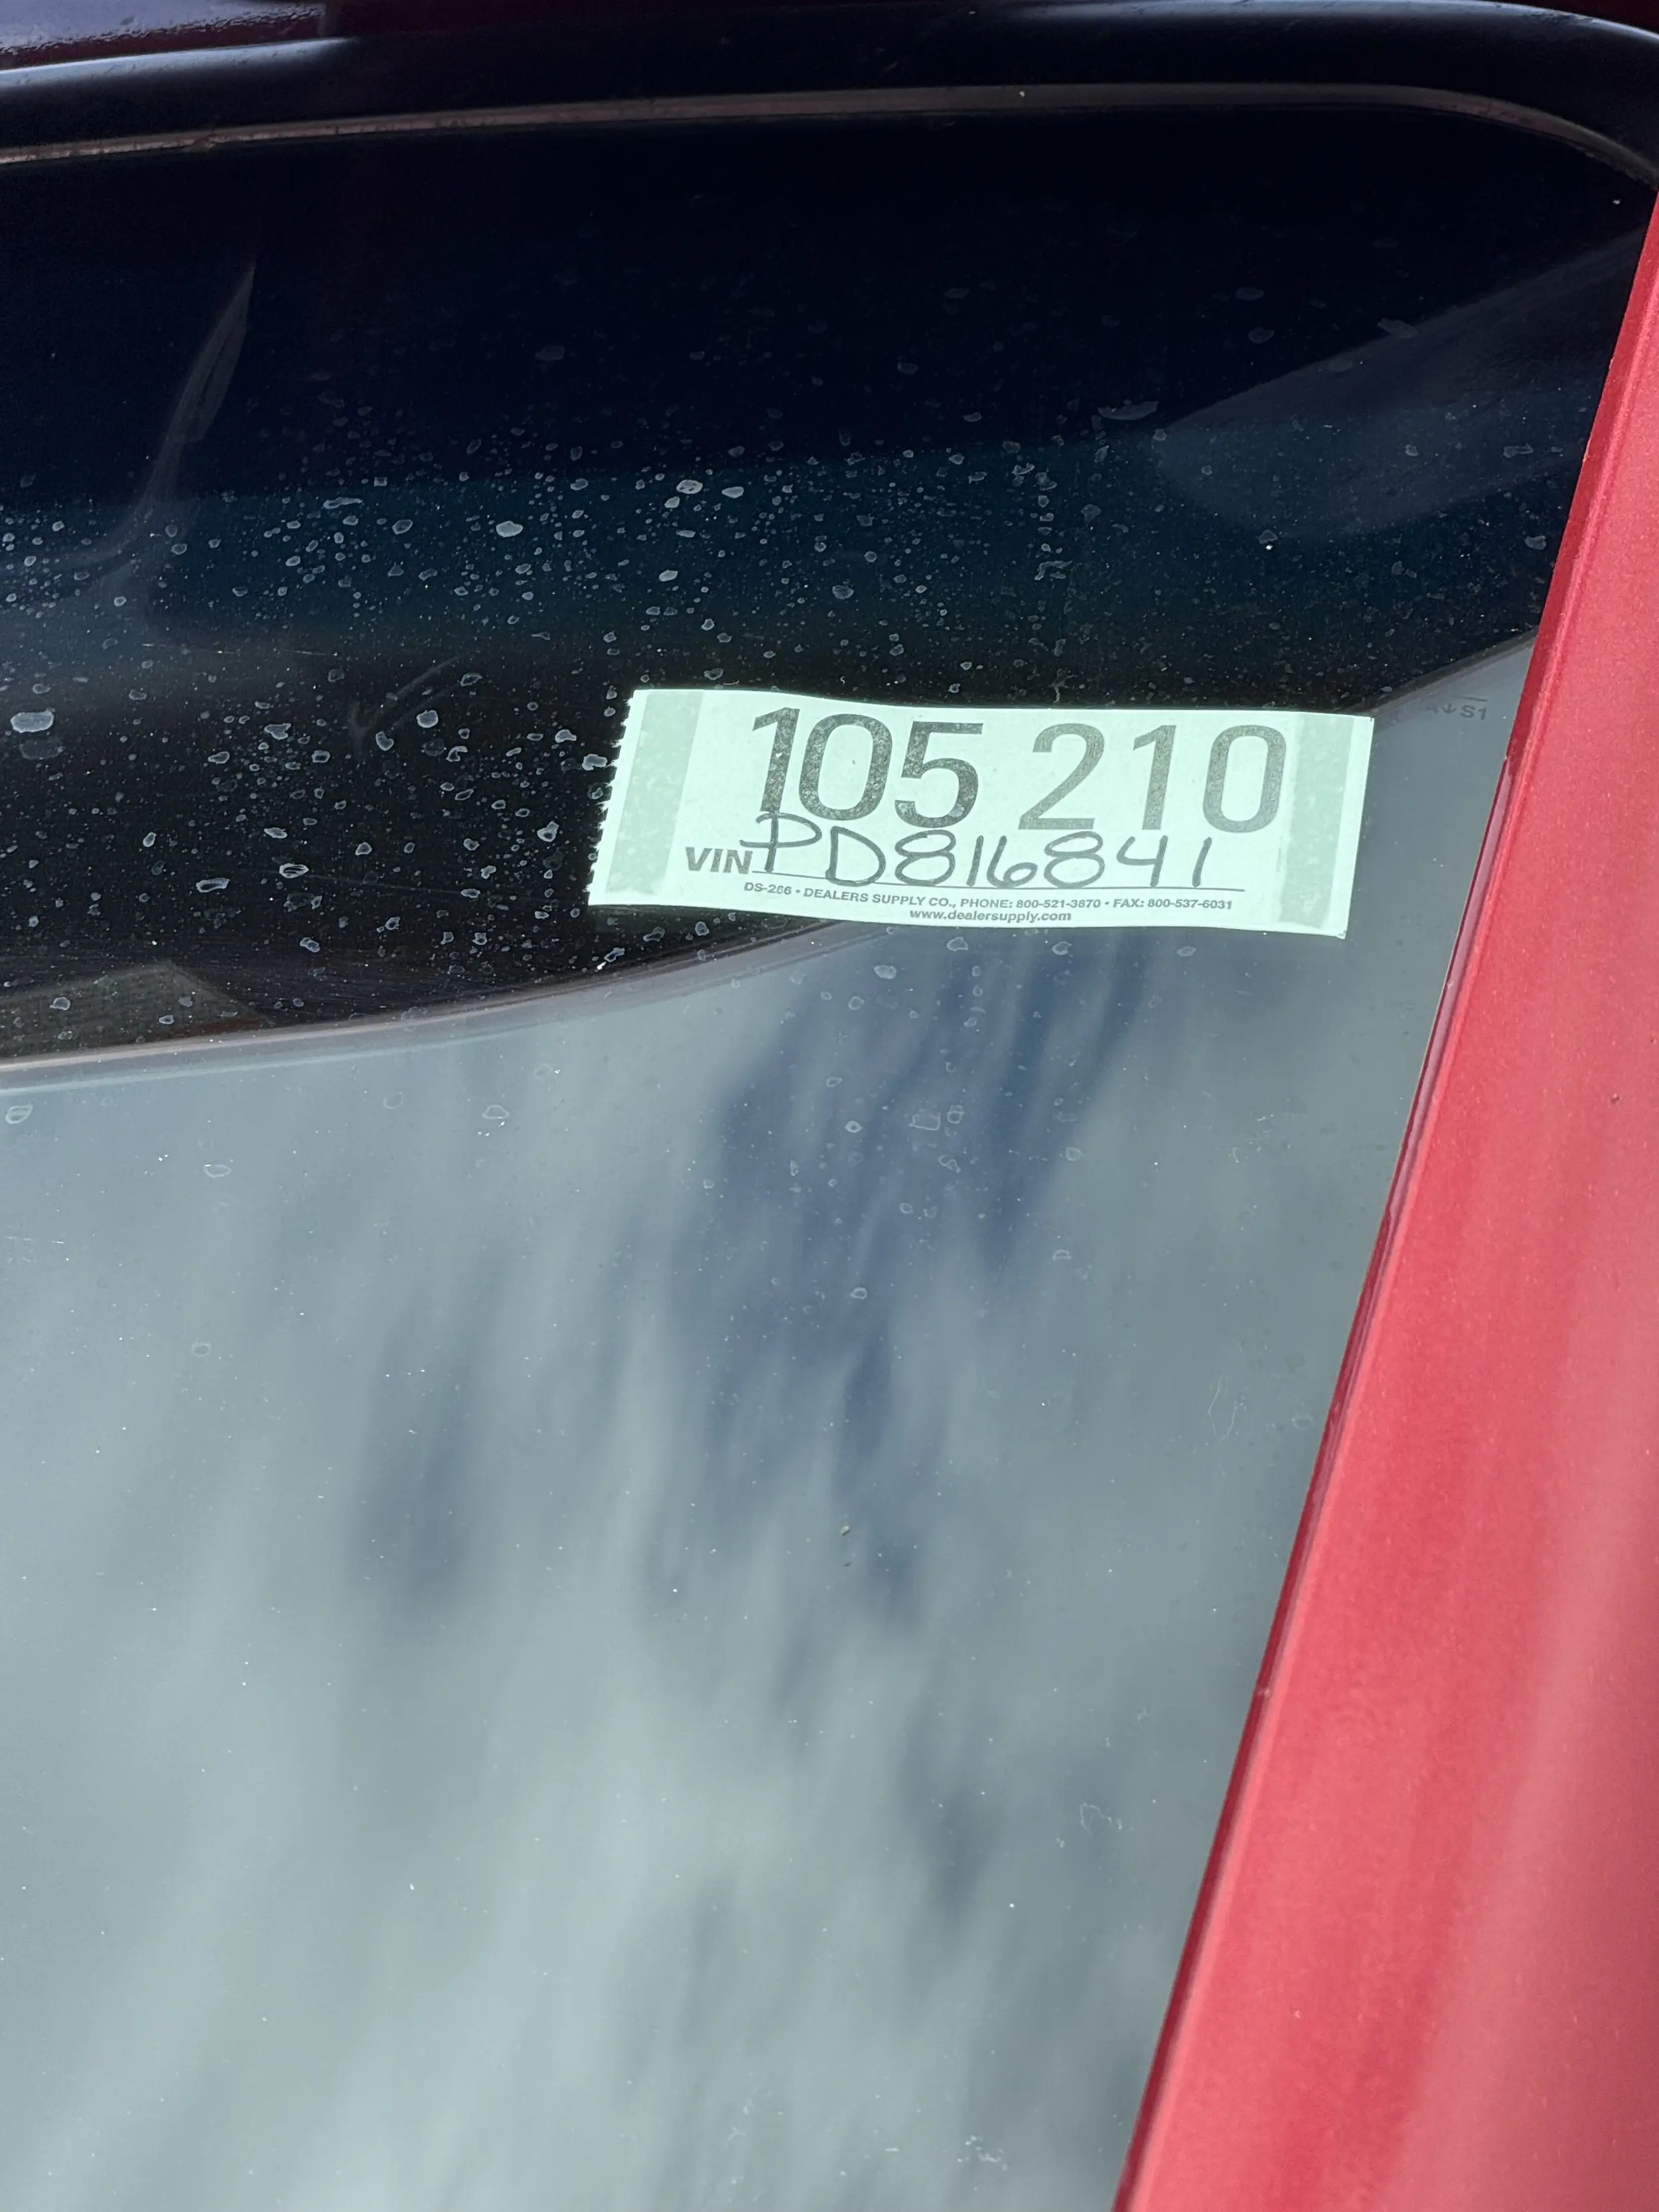 105 210
VIN PD816841
DS-266 • DEALERS SUPPLY CO., PHONE: 800-521-3870 • FAX: 800-537-6031
www.dealersupply.com